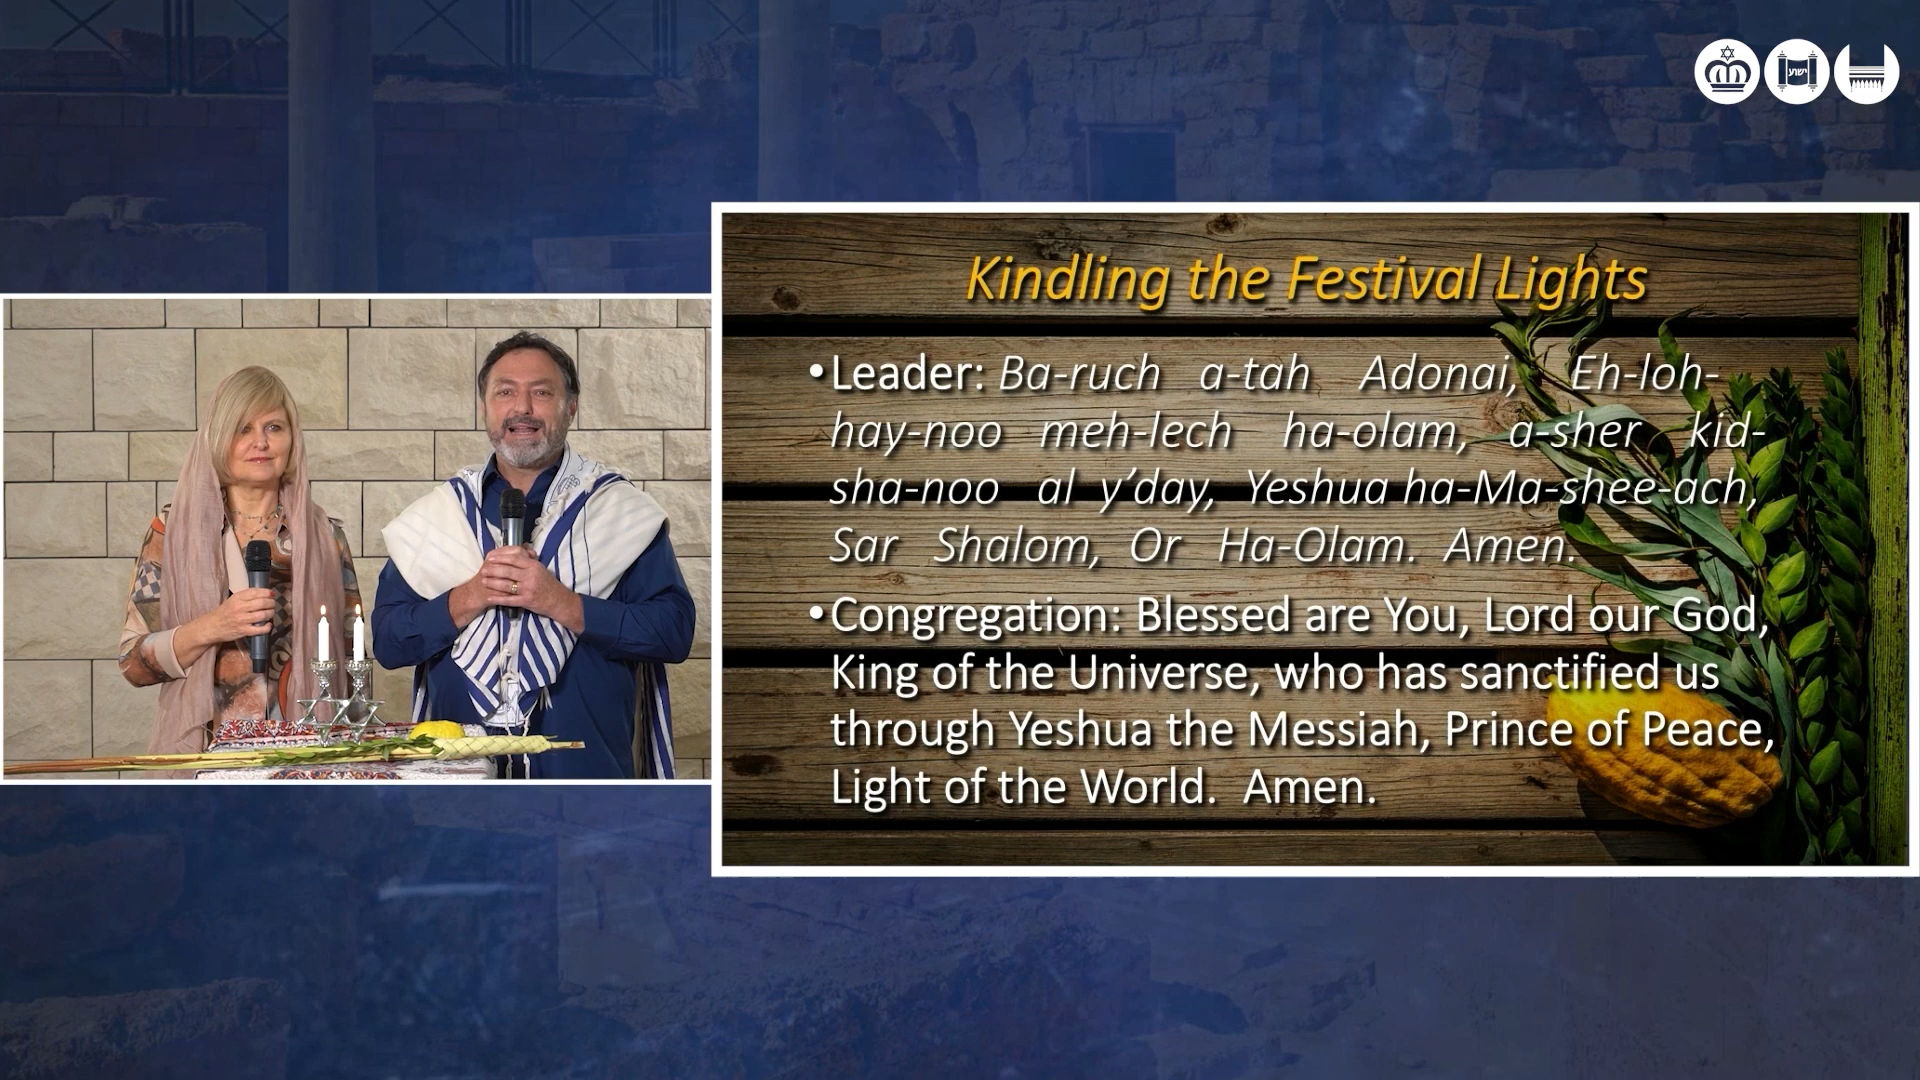 ישוע
Kindling the Festival Lights
•Leader: Ba-ruch a-tah Adonai, Eh-loh-
hay-noo meh-lech ha-olam, a-sher kid-
sha-noo al y’day, Yeshua ha-Ma-shee-ach,
Sar Shalom, Or Ha-Olam. Amen.
•Congregation: Blessed are You, Lord our God,
King of the Universe, who has sanctified us
through Yeshua the Messiah, Prince of Peace,
Light of the World. Amen.